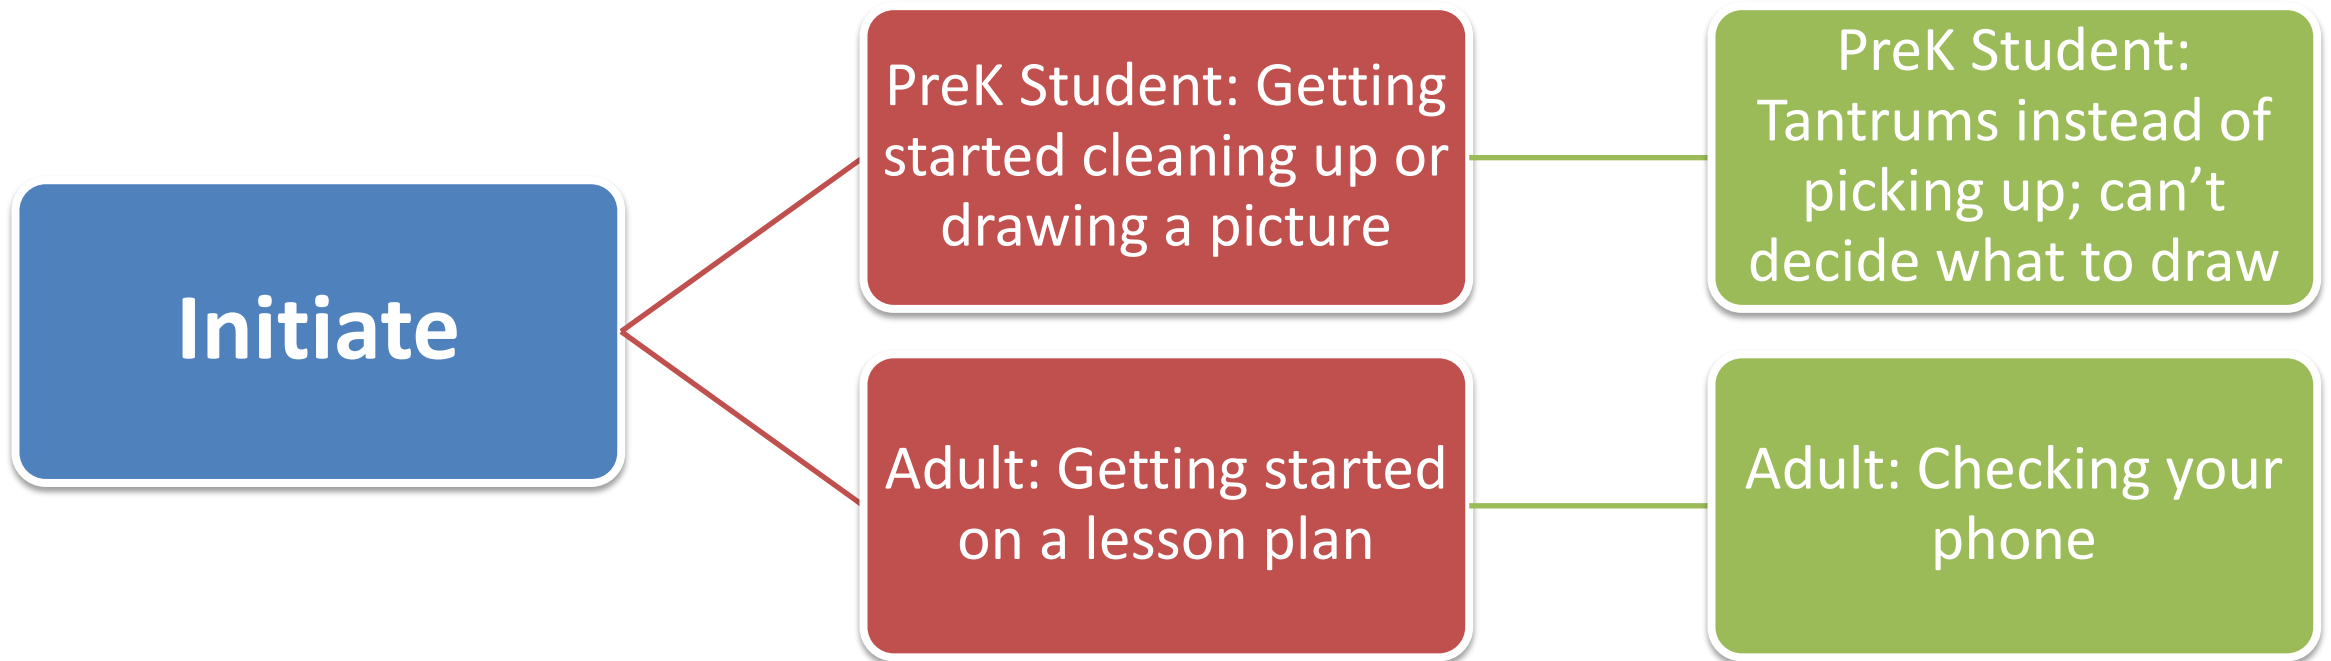 Initiate
PreK Student: Getting
started cleaning up or
drawing a picture
PreK Student:
Tantrums instead of
picking up; can’t
decide what to draw
Adult: Getting started
on a lesson plan
Adult: Checking your
phone